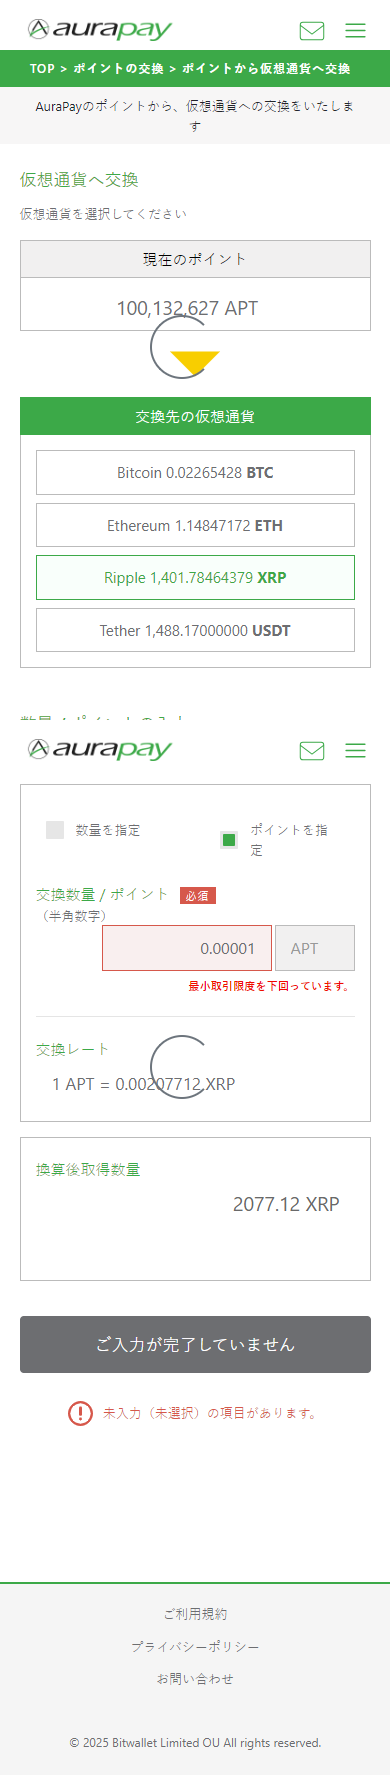 aurapay
TOP > ポイントの交換 > ポイントから仮想通貨へ交換
AuraPayのポイントから、仮想通貨への交換をいたしま
す
仮想通貨へ交換
仮想通貨を選択してください
現在のポイント
100,132,627 APT
交換先の仮想通貨
Bitcoin 0.02265428 BTC
Ethereum 1.14847172 ETH
Ripple 1,401.78464379 XRP
Tether 1,488.17000000 USDT
数量 / ポイントの入力
aurapay
数量を指定
ポイントを指
定
交換数量 / ポイント 必須
（半角数字）
0.00001 APT
最小取引限度を下回っています。
交換レート
1 APT = 0.00207712 XRP
換算後取得数量
2077.12 XRP
ご入力が完了していません
未入力（未選択）の項目があります。
ご利用規約
プライバシーポリシー
お問い合わせ
© 2025 Bitwallet Limited OU All rights reserved.